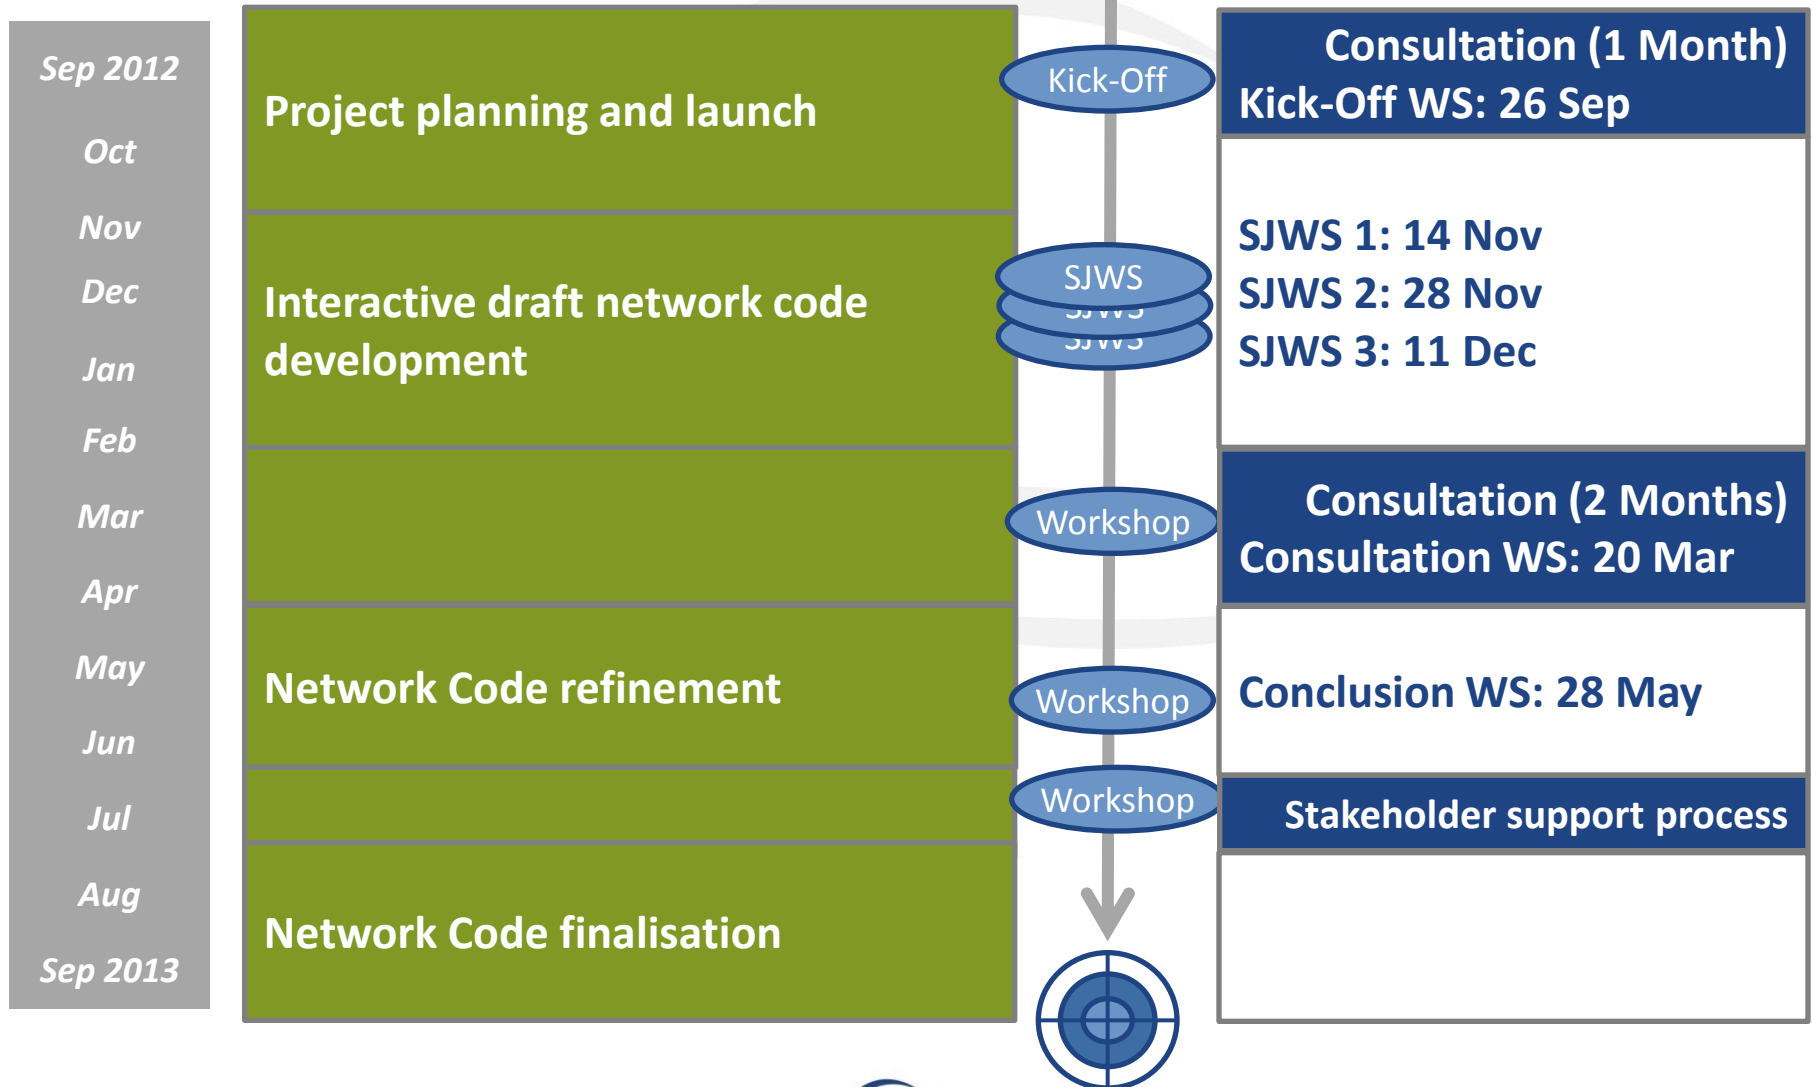 Sep 2012
Oct
Nov
Dec
Jan
Feb
Mar
Apr
May
Jun
Jul
Aug
Sep 2013
Project planning and launch
Interactive draft network code
development
Network Code refinement
Network Code finalisation
Kick-Off
SJWS
SJWS
SJWS
Workshop
Workshop
Workshop
Consultation (1 Month)
Kick-Off WS: 26 Sep
SJWS 1: 14 Nov
SJWS 2: 28 Nov
SJWS 3: 11 Dec
Consultation (2 Months)
Consultation WS: 20 Mar
Conclusion WS: 28 May
Stakeholder support process